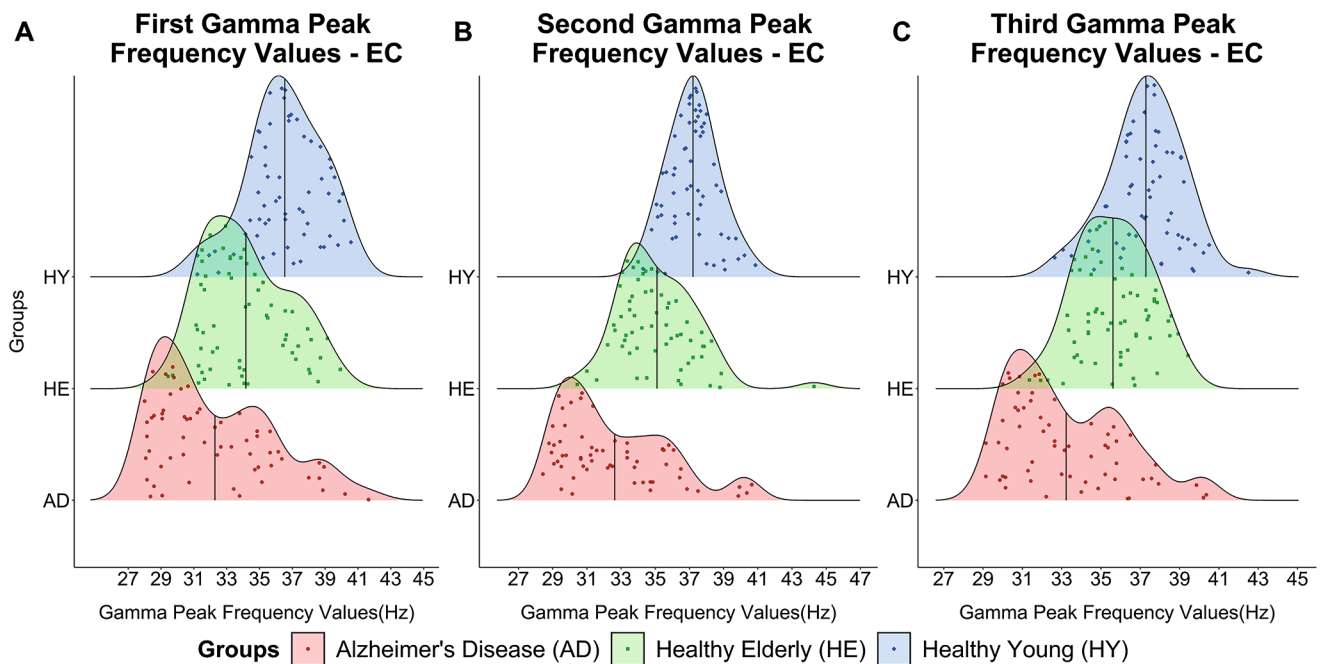 A
First Gamma Peak
Frequency Values - EC
B
Second Gamma Peak
Frequency Values - EC
C
Third Gamma Peak
Frequency Values - EC
Groups
HY
HE
AD
27 29 31 33 35 37 39 41 43 45
Gamma Peak Frequency Values(Hz)
HY
HE
AD
27 29 31 33 35 37 39 41 43 45 47
Gamma Peak Frequency Values(Hz)
HY
HE
AD
27 29 31 33 35 37 39 41 43 45
Gamma Peak Frequency Values(Hz)
Groups Alzheimer's Disease (AD) Healthy Elderly (HE) Healthy Young (HY)